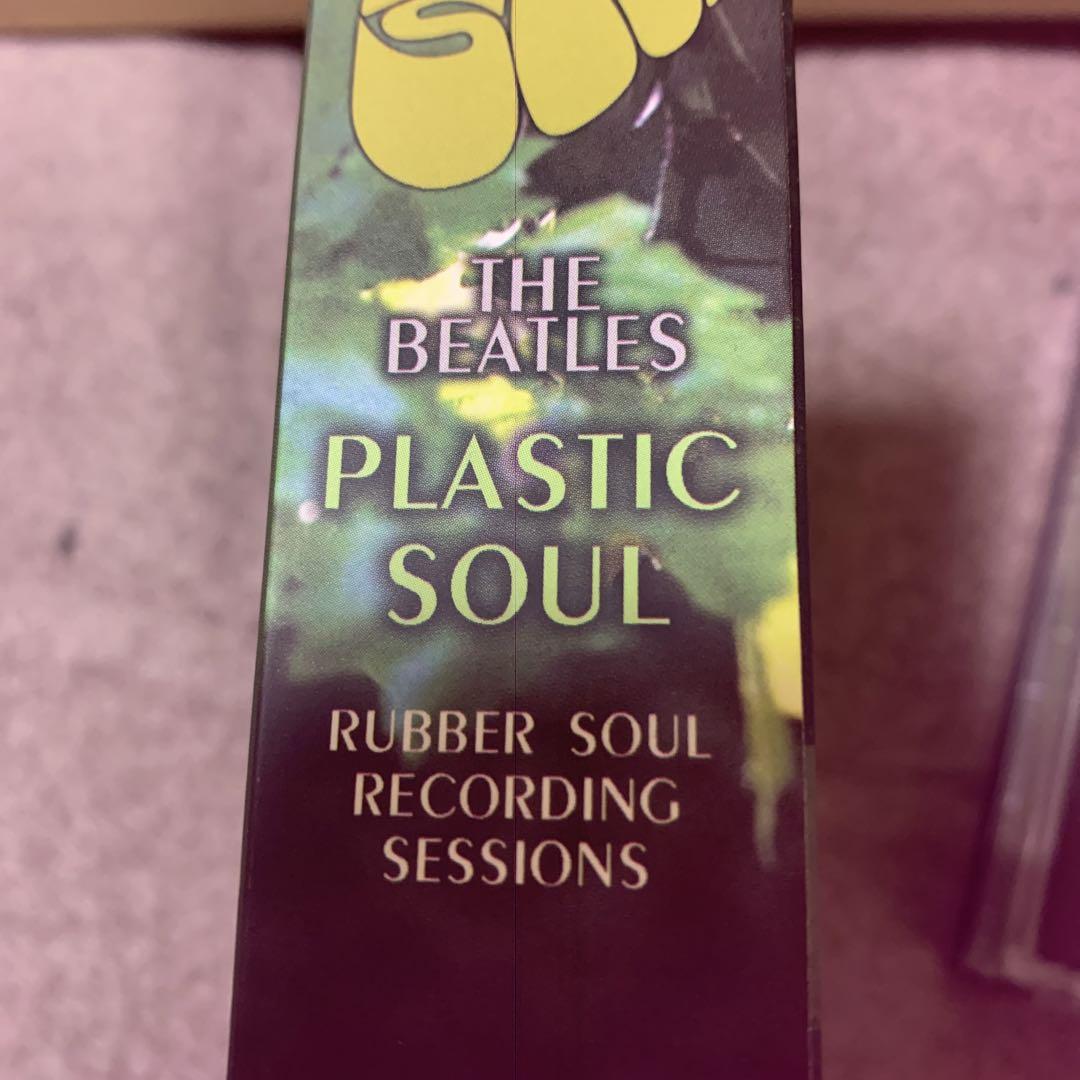 THE
BEATLES
PLASTIC
SOUL
RUBBER SOUL
RECORDING
SESSIONS